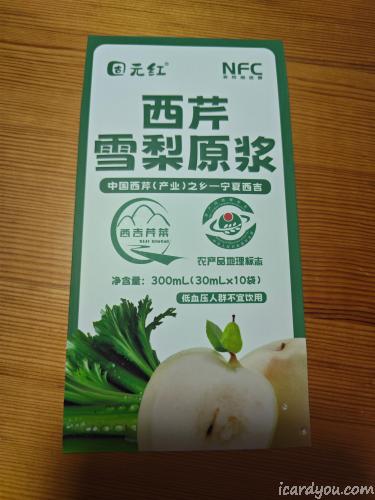 固元红®
NFC
西芹
雪梨原浆
中国西芹(产业)之乡—宁夏西吉
西吉芹菜
农产品地理标志
净含量：300mL(30mL×10袋)
低血压人群不宜饮用
icardyou.com